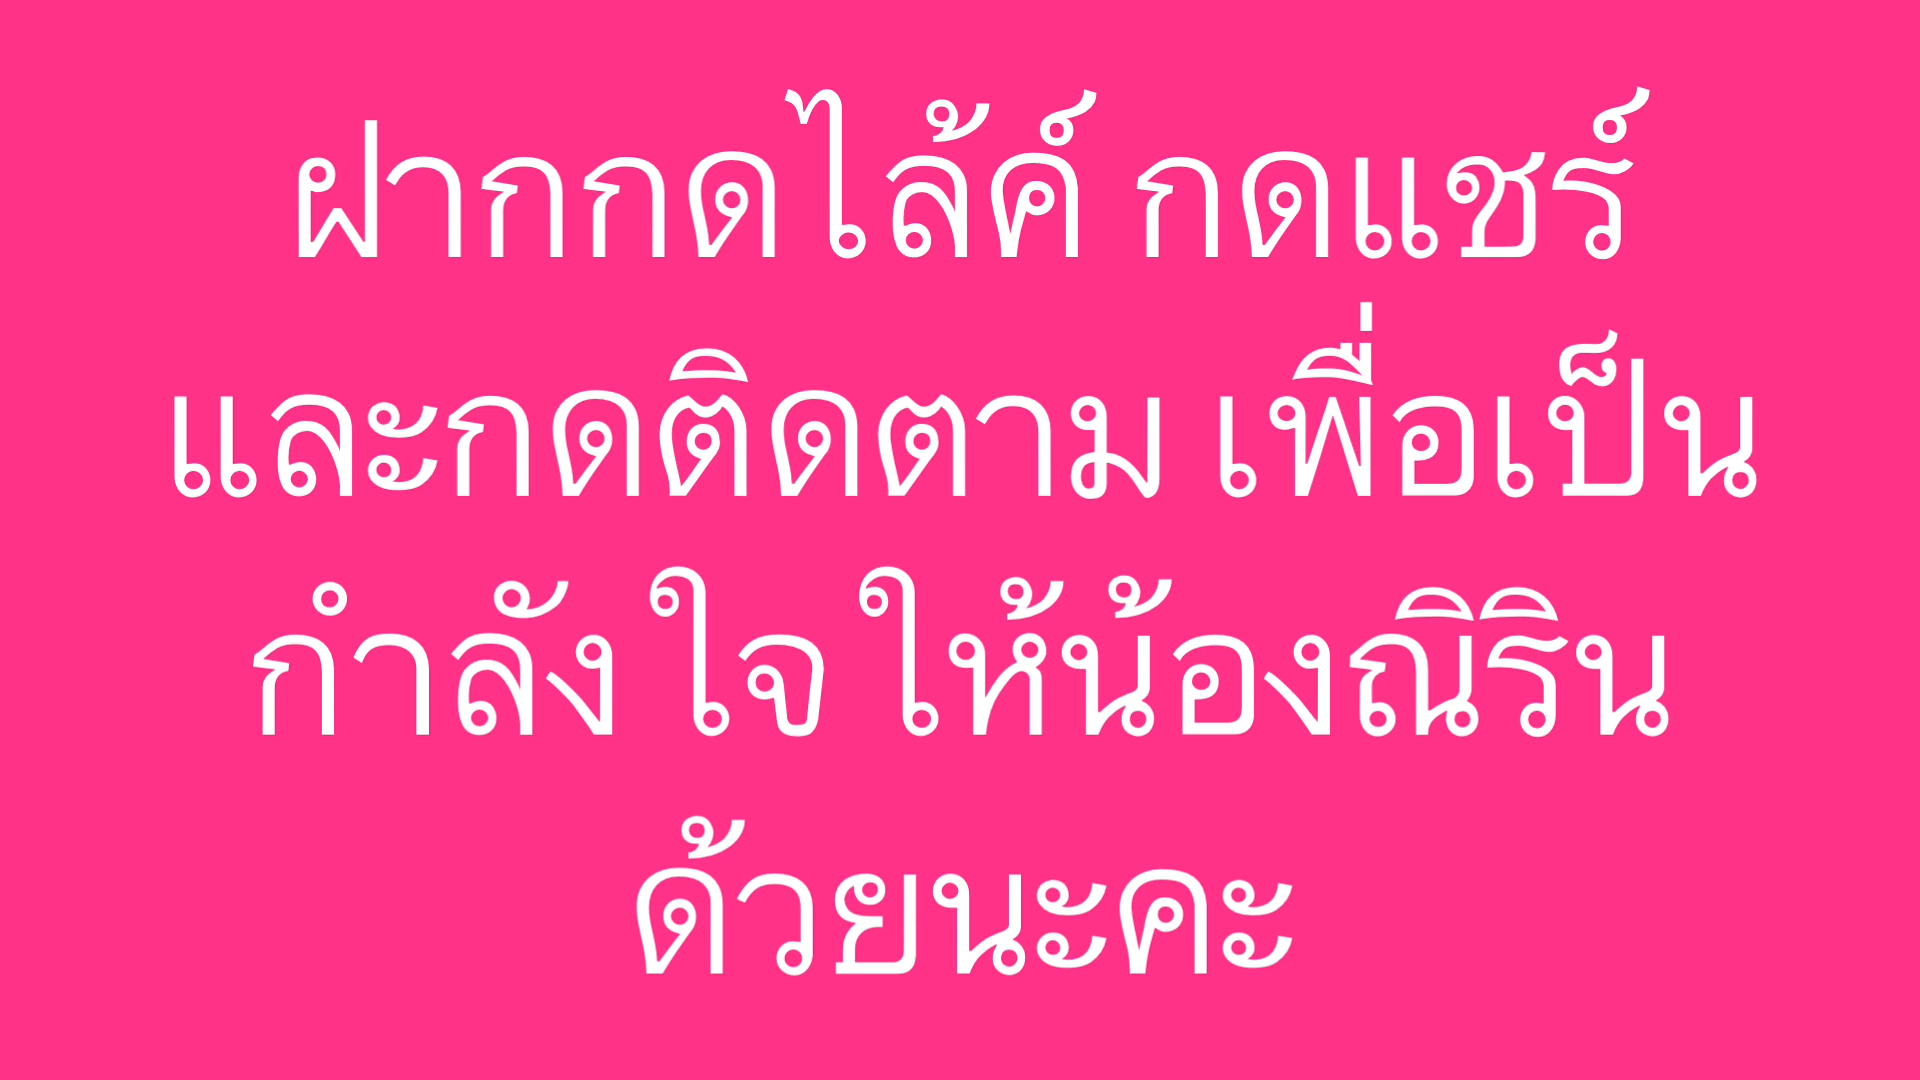 ฝากกดไล้ค์ กดแชร์
และกดติดตาม เพื่อเป็น
กำลังใจ ให้น้องณิริน
ด้วยนะคะ